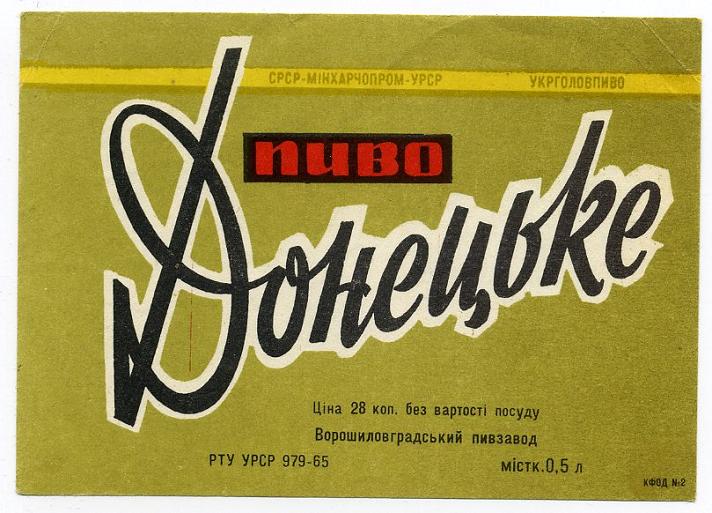 СРСР-МІНХАРЧОПРОМ-УРСР УКРГОЛОВПИВО
пиво
Донецьке
Ціна 28 коп. без вартості посуду
Ворошиловградський пивзавод
РТУ УРСР 979-65 містк.0,5 л
КФОД №2